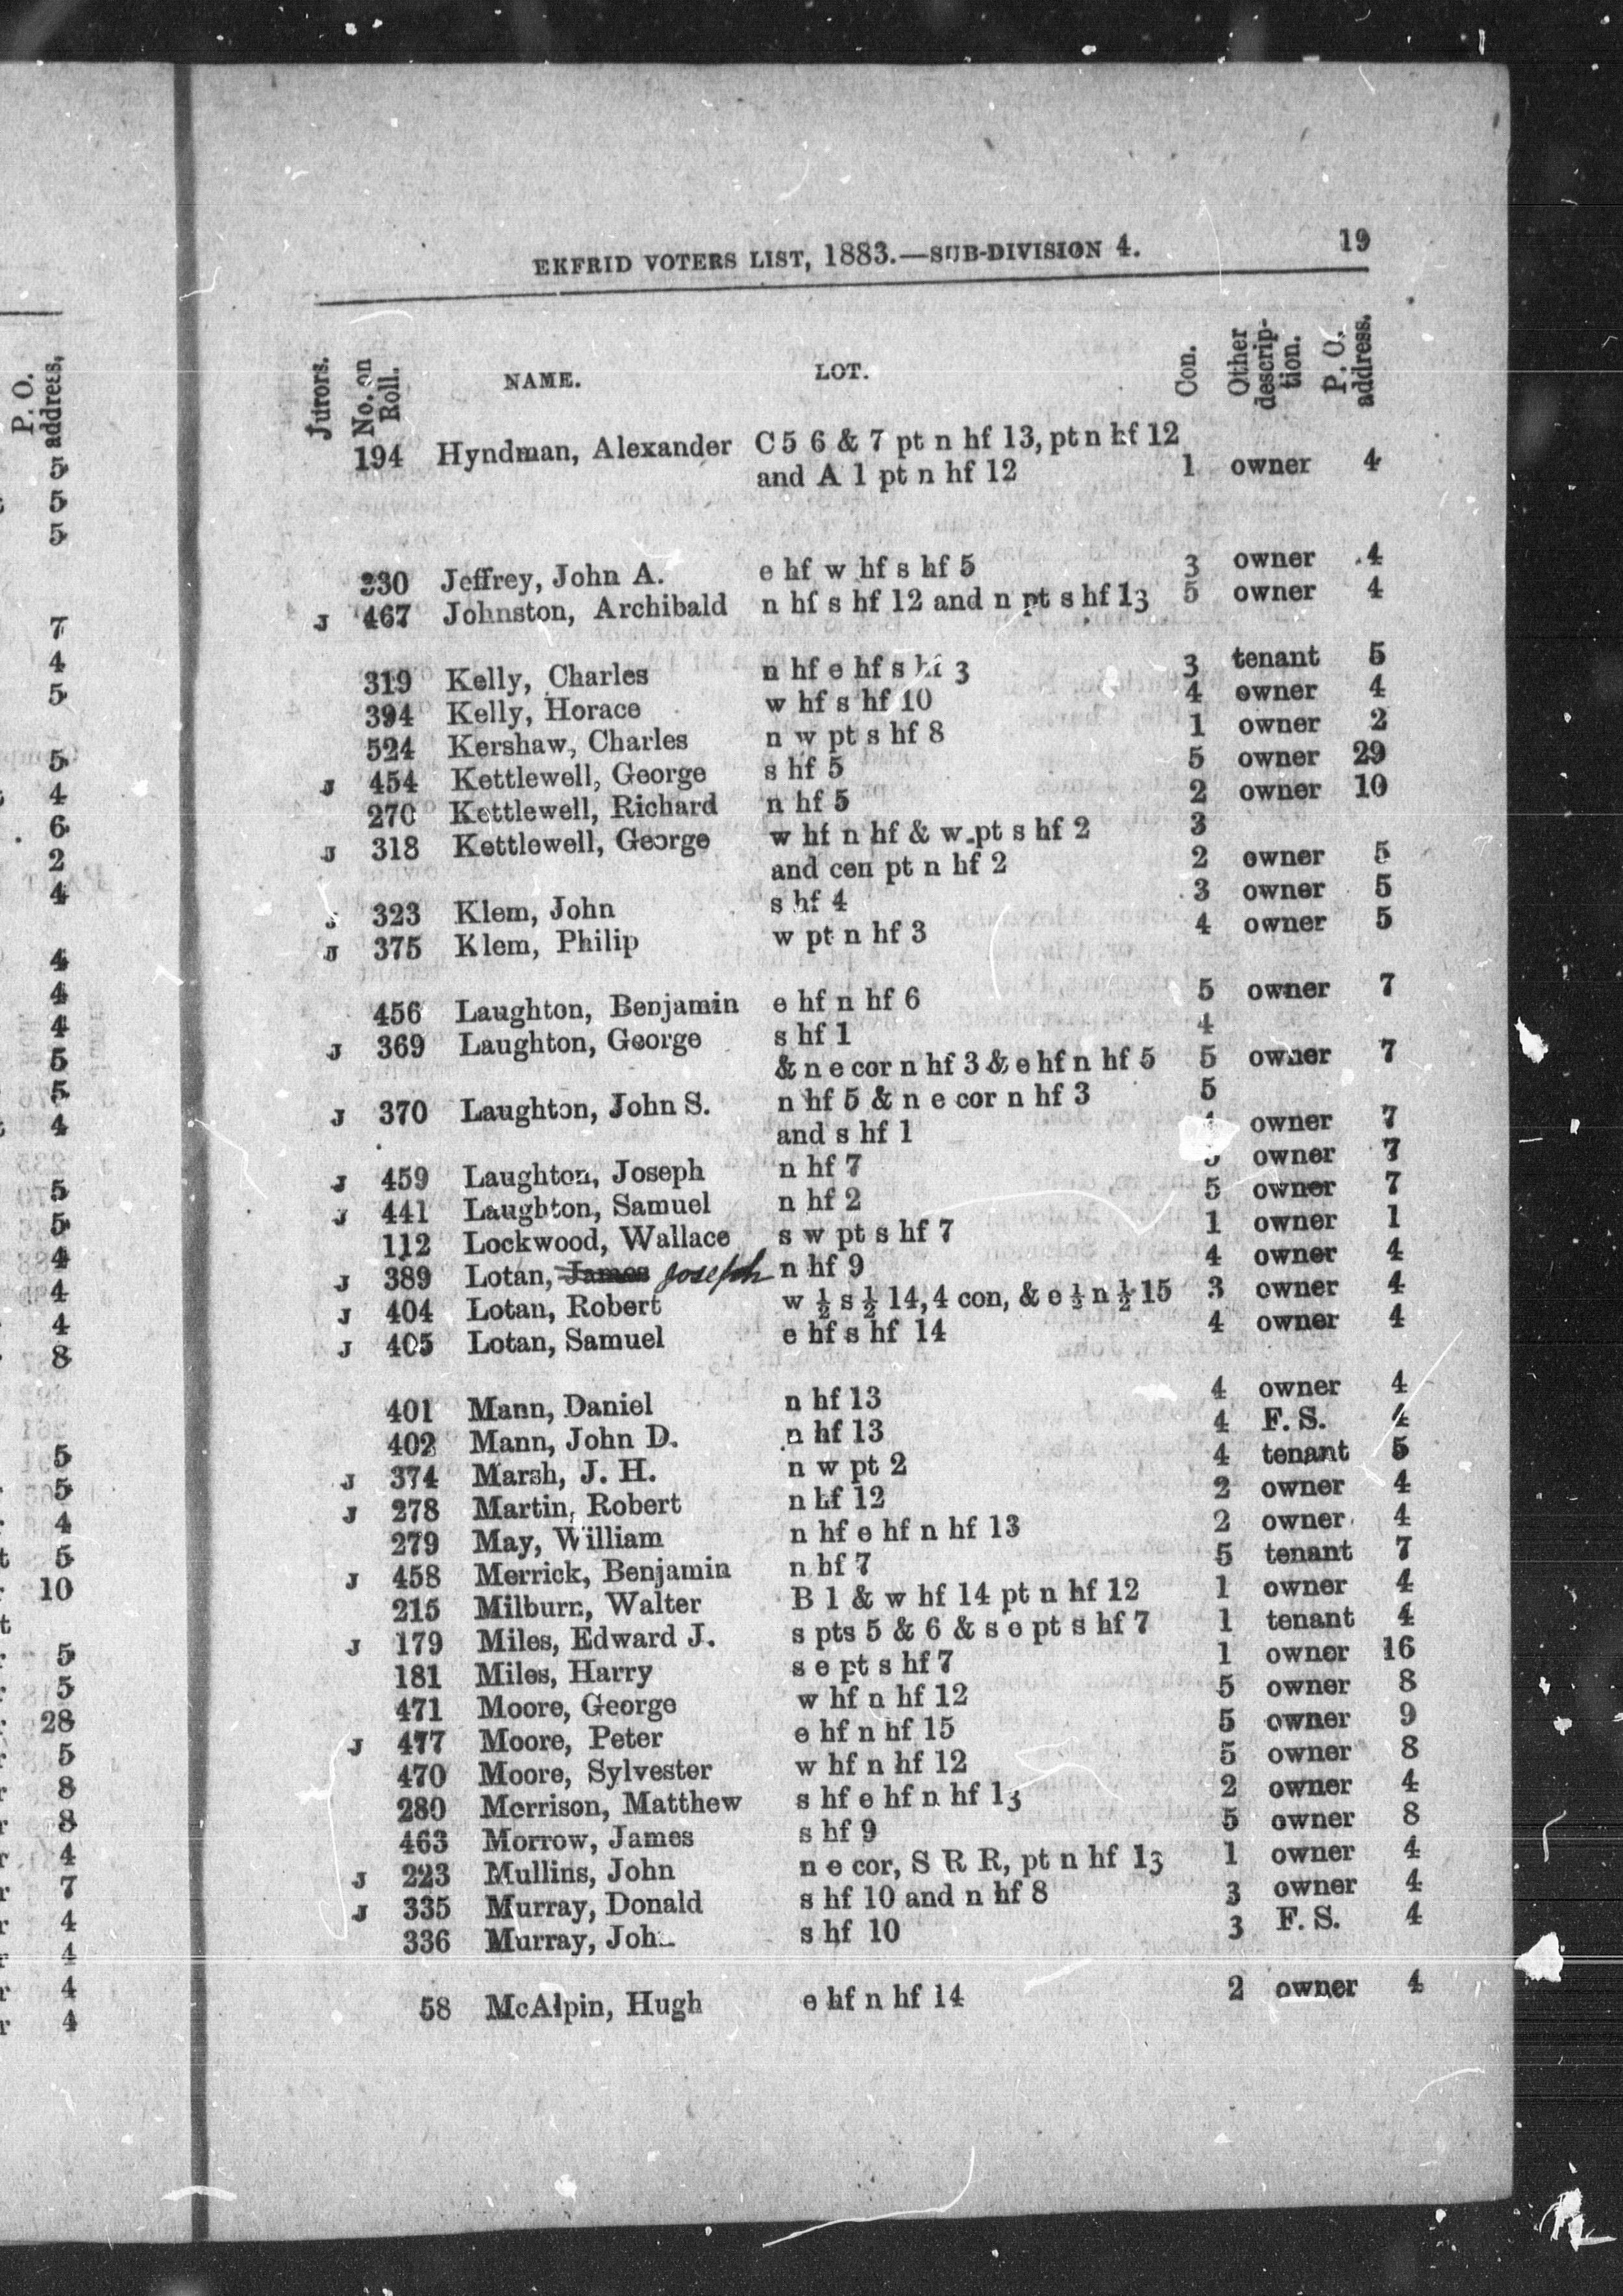 EKFRID VOTERS LIST, 1883.—SUB-DIVISION 4. 19
Jurors. No. on Roll. NAME. LOT. Con. Other descrip-tion. P. O. address.
194 Hyndman, Alexander C 5 6 & 7 pt n hf 13, pt n hf 12
and A 1 pt n hf 12 1 owner 4
330 Jeffrey, John A. e hf w hf s hf 5 3 owner 4
J 467 Johnston, Archibald n hf s hf 12 and n pt s hf 13 5 owner 4
319 Kelly, Charles n hf e hf s hf 3 3 tenant 5
394 Kelly, Horace w hf s hf 10 4 owner 4
524 Kershaw, Charles n w pt s hf 8 1 owner 2
J 454 Kettlewell, George s hf 5 5 owner 29
270 Kettlewell, Richard n hf 5 2 owner 10
J 318 Kettlewell, George w hf n hf & w pt s hf 2 3
and cen pt n hf 2 2 owner 5
J 323 Klem, John s hf 4 3 owner 5
J 375 Klem, Philip w pt n hf 3 4 owner 5
456 Laughton, Benjamin e hf n hf 6 5 owner 7
J 369 Laughton, George s hf 1 4
& n e cor n hf 3 & e hf n hf 5 5 owner 7
J 370 Laughton, John S. n hf 5 & n e cor n hf 3 5
and s hf 1 owner 7
J 459 Laughton, Joseph n hf 7 5 owner 7
J 441 Laughton, Samuel n hf 2 5 owner 7
112 Lockwood, Wallace s w pt s hf 7 1 owner 1
J 389 Lotan, James Joseph n hf 9 4 owner 4
J 404 Lotan, Robert w ½ s ½ 14, 4 con, & e ½ n ½ 15 3 owner 4
J 405 Lotan, Samuel e hf s hf 14 4 owner 4
401 Mann, Daniel n hf 13 4 owner 4
402 Mann, John D. n hf 13 4 F. S. 4
J 374 Marsh, J. H. n w pt 2 4 tenant 5
J 278 Martin, Robert n hf 12 2 owner 4
279 May, William n hf e hf n hf 13 2 owner 4
J 458 Merrick, Benjamin n hf 7 5 tenant 7
215 Milburn, Walter B 1 & w hf 14 pt n hf 12 1 owner 4
J 179 Miles, Edward J. s pts 5 & 6 & s e pt s hf 7 1 tenant 4
181 Miles, Harry s e pt s hf 7 1 owner 16
471 Moore, George w hf n hf 12 5 owner 8
J 477 Moore, Peter e hf n hf 15 5 owner 9
470 Moore, Sylvester w hf n hf 12 5 owner 8
280 Morrison, Matthew s hf e hf n hf 13 2 owner 4
463 Morrow, James s hf 9 5 owner 8
J 223 Mullins, John n e cor, S R R, pt n hf 13 1 owner 4
J 335 Murray, Donald s hf 10 and n hf 8 3 owner 4
336 Murray, John s hf 10 3 F. S. 4
58 McAlpin, Hugh e hf n hf 14 2 owner 4